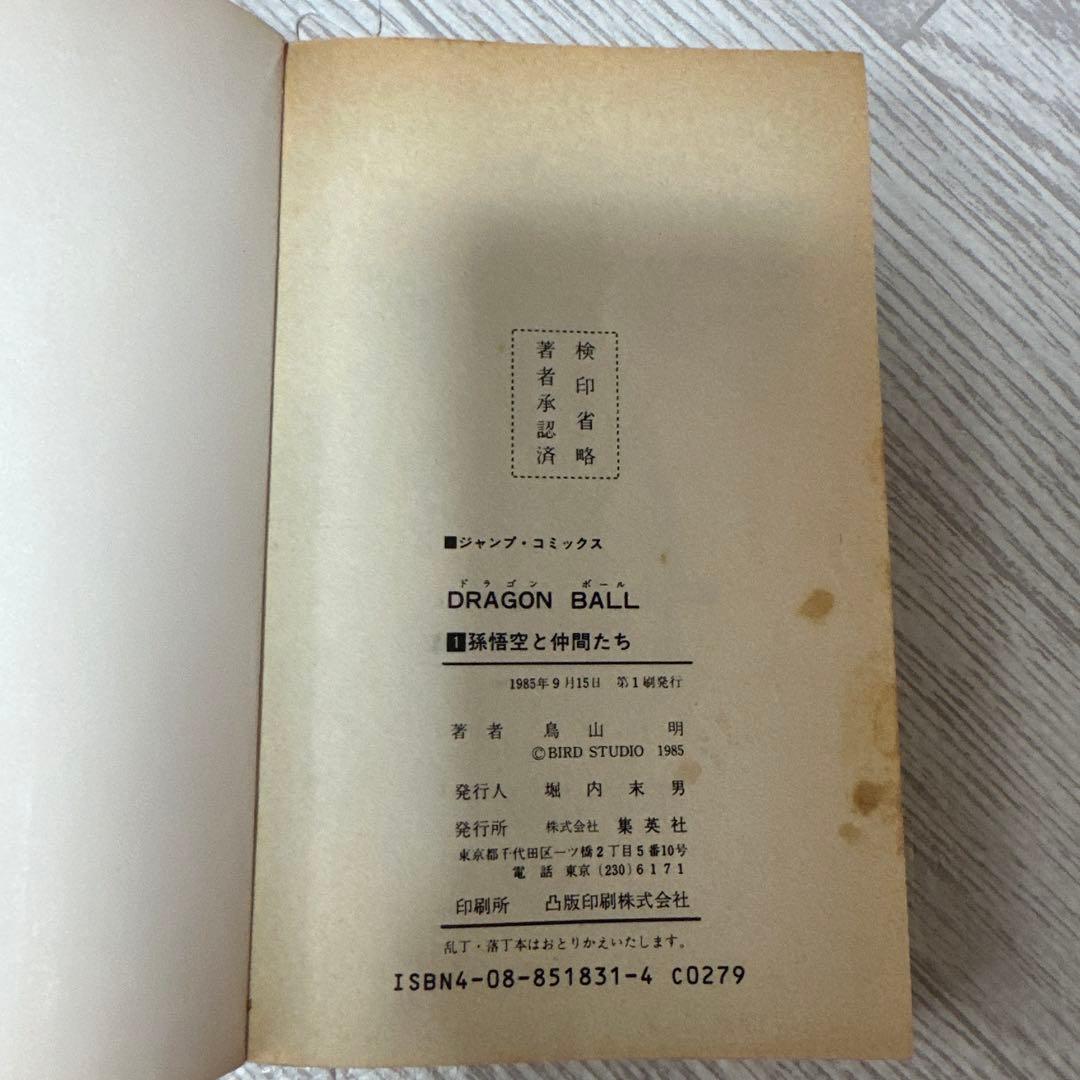 検印省略
著者承認済
■ジャンプ・コミックス
ドラゴン ボール
DRAGON BALL
1 孫悟空と仲間たち
1985年9月15日 第1刷発行
著者 鳥山 明
©BIRD STUDIO 1985
発行人 堀内末男
発行所 株式会社 集英社
東京都千代田区一ツ橋2丁目5番10号
電話 東京(230)6171
印刷所 凸版印刷株式会社
乱丁・落丁本はおとりかえいたします。
ISBN4-08-851831-4 C0279